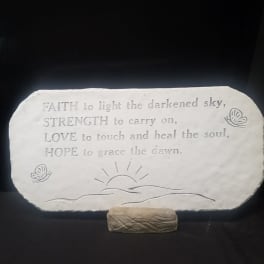 FAITH to light the darkened sky,
STRENGTH to carry on,
LOVE to touch and heal the soul,
HOPE to grace the dawn.